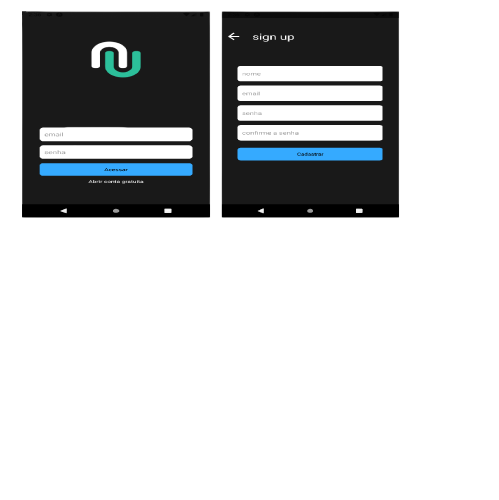 email
senha
Acessar
Abrir conta gratuita
sign up
nome
email
senha
confirme a senha
Cadastrar